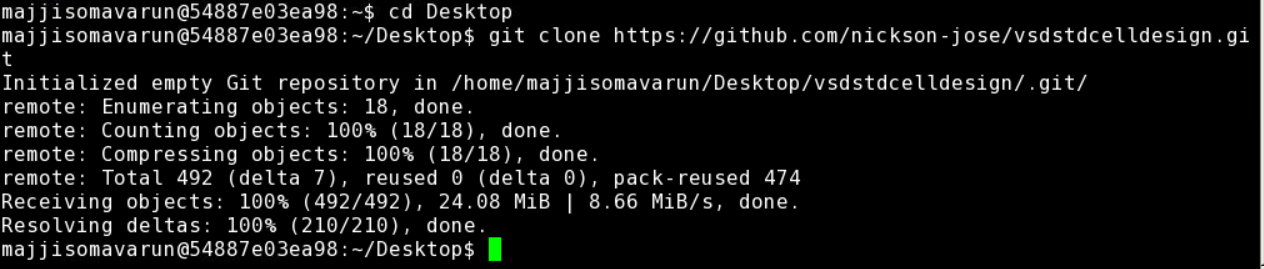 majjisomavarun@54887e03ea98:~$ cd Desktop
majjisomavarun@54887e03ea98:~/Desktop$ git clone https://github.com/nickson-jose/vsdstdcelldesign.gi
t
Initialized empty Git repository in /home/majjisomavarun/Desktop/vsdstdcelldesign/.git/
remote: Enumerating objects: 18, done.
remote: Counting objects: 100% (18/18), done.
remote: Compressing objects: 100% (18/18), done.
remote: Total 492 (delta 7), reused 0 (delta 0), pack-reused 474
Receiving objects: 100% (492/492), 24.08 MiB | 8.66 MiB/s, done.
Resolving deltas: 100% (210/210), done.
majjisomavarun@54887e03ea98:~/Desktop$